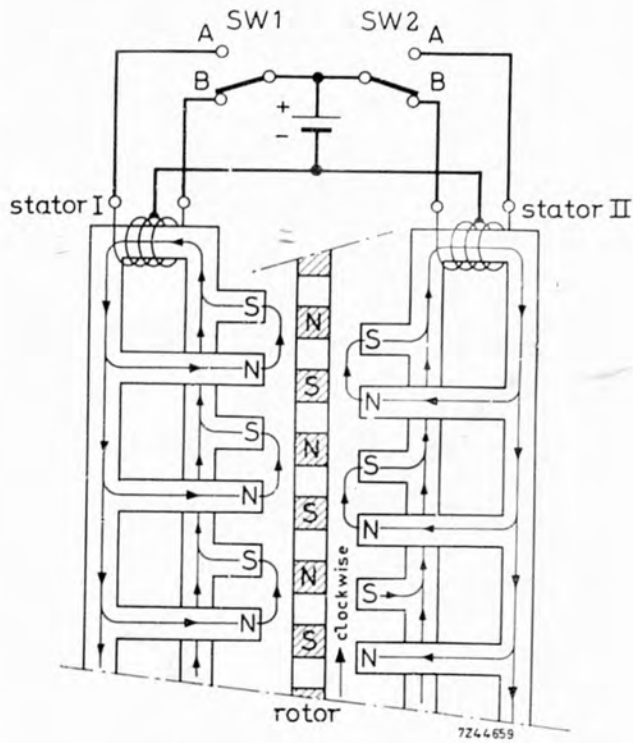 SW1 SW2
A A
B B
+
-
stator I stator II
S
N S
N N
S S
S N
N S
N
S N
S
N S
N
S N
clockwise
rotor
7Z44659